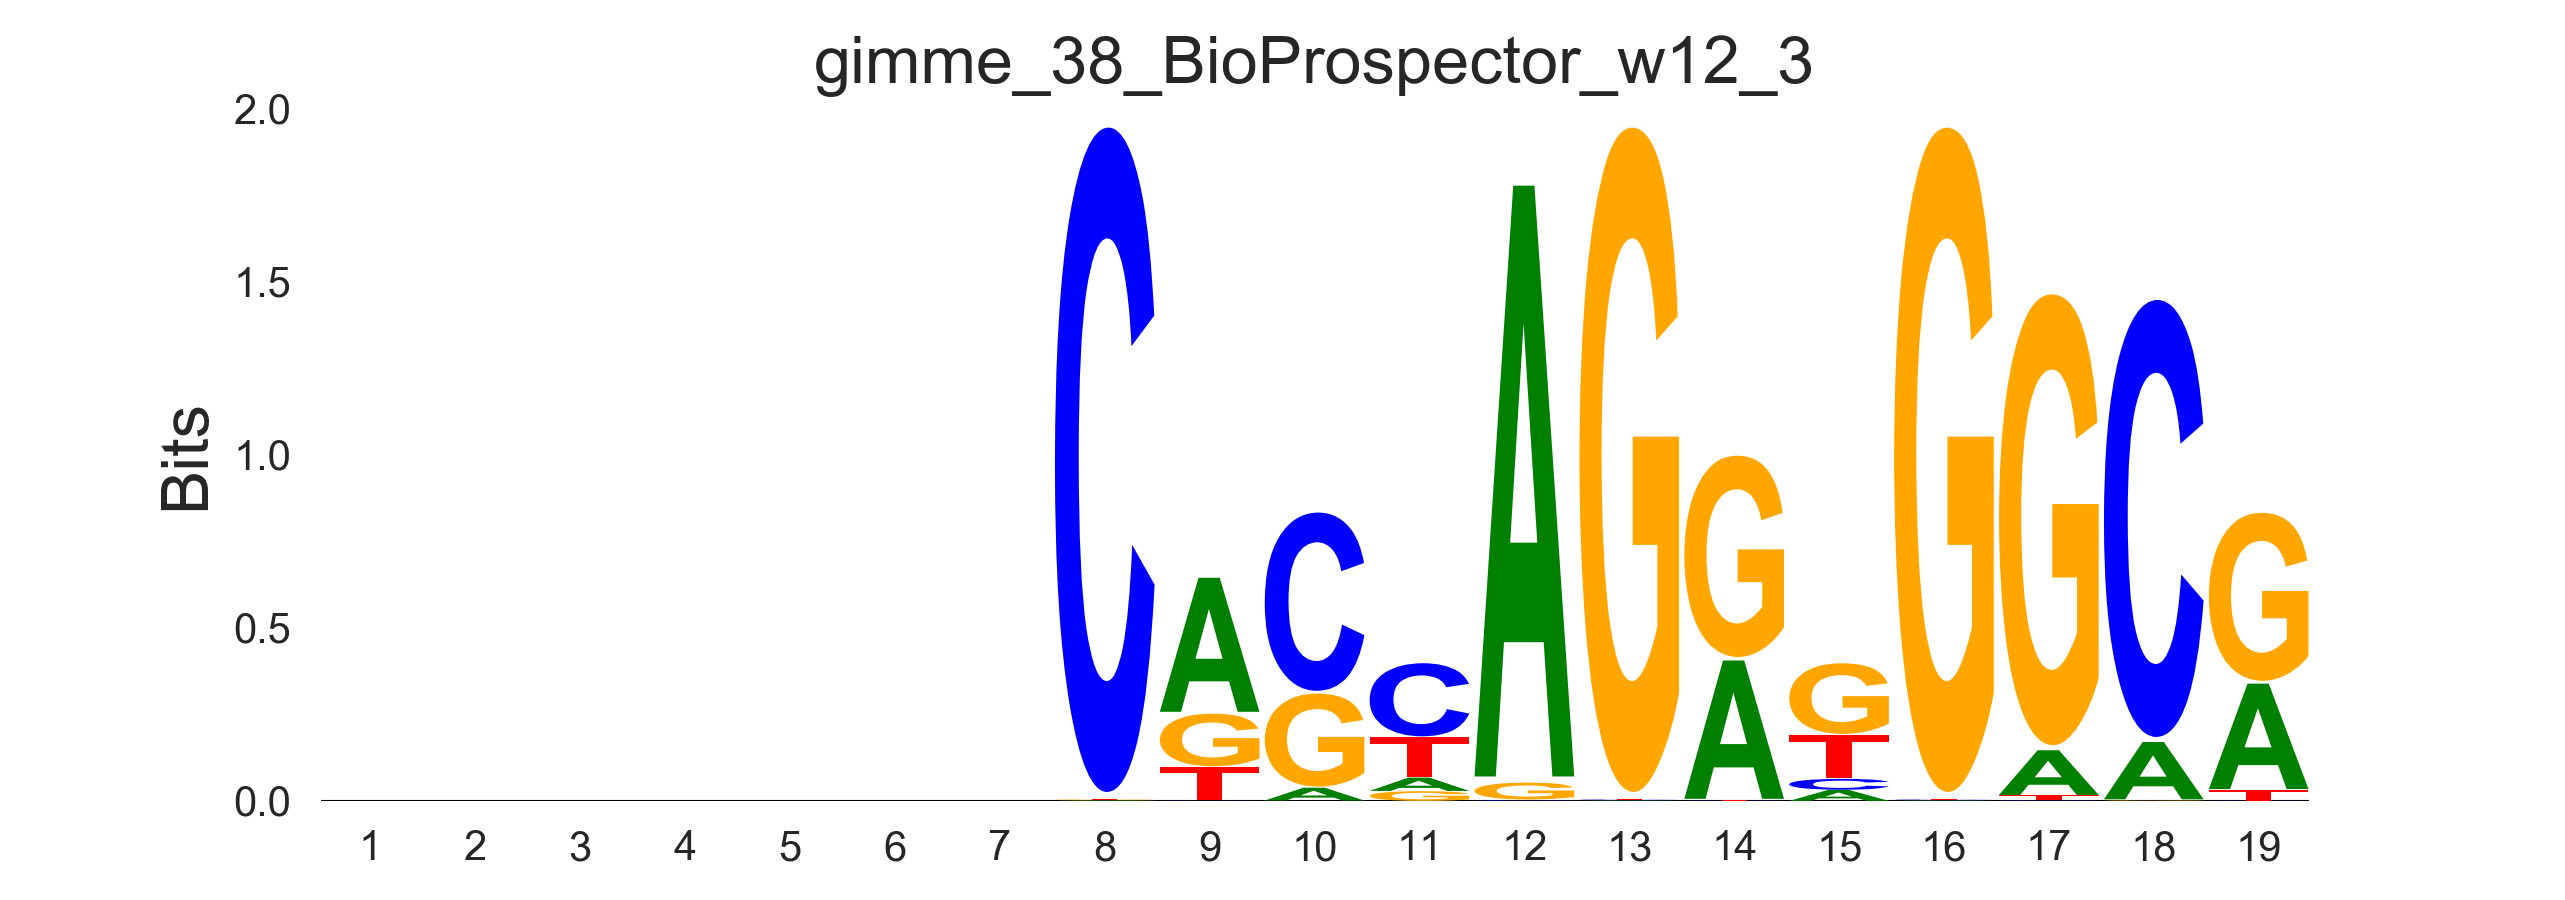 gimme_38_BioProspector_w12_3
2.0
1.5
1.0
0.5
0.0
Bits
C
A G T
C G A
C T A G
A G
G
G A T
G T C A
G
G A T
C A
G A T
1 2 3 4 5 6 7 8 9 10 11 12 13 14 15 16 17 18 19